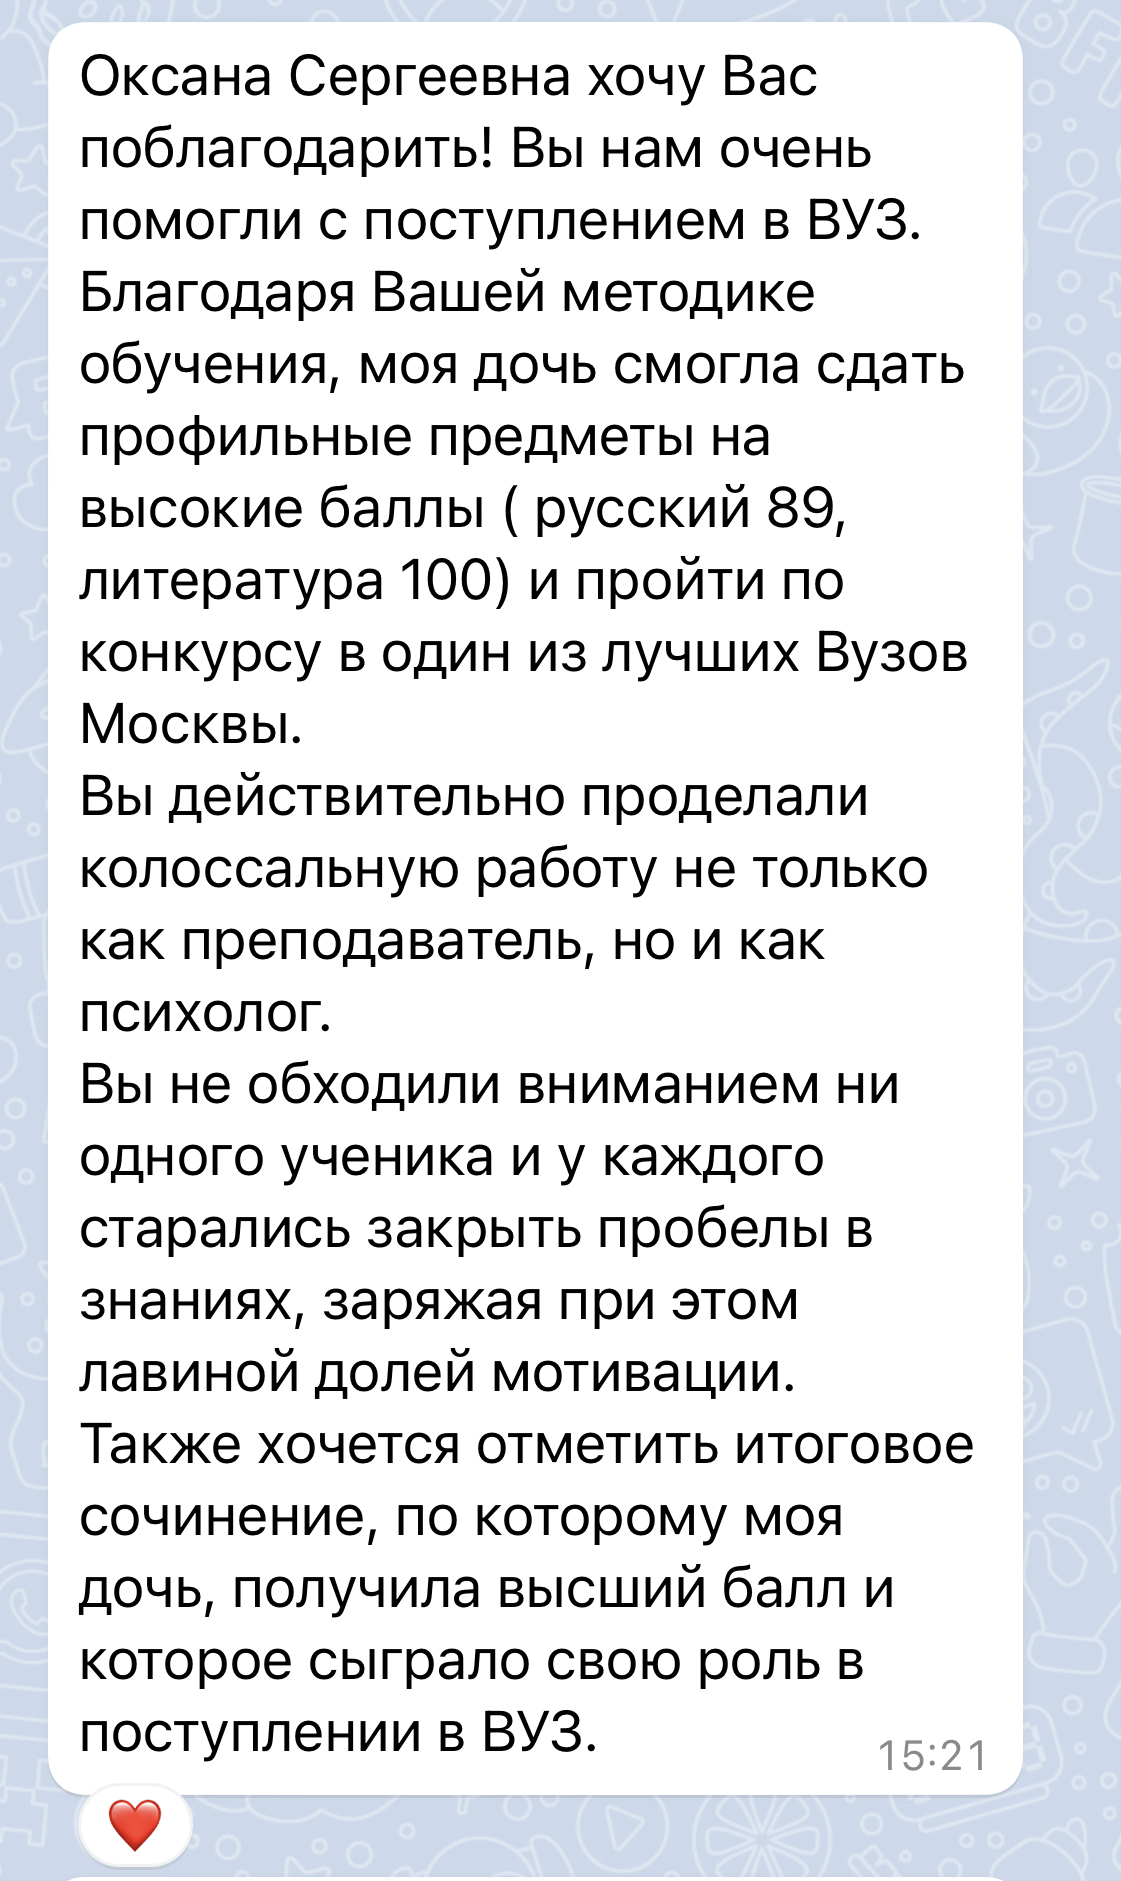 Оксана Сергеевна хочу Вас
поблагодарить! Вы нам очень
помогли с поступлением в ВУЗ.
Благодаря Вашей методике
обучения, моя дочь смогла сдать
профильные предметы на
высокие баллы ( русский 89,
литература 100) и пройти по
конкурсу в один из лучших Вузов
Москвы.
Вы действительно проделали
колоссальную работу не только
как преподаватель, но и как
психолог.
Вы не обходили вниманием ни
одного ученика и у каждого
старались закрыть пробелы в
знаниях, заряжая при этом
лавиной долей мотивации.
Также хочется отметить итоговое
сочинение, по которому моя
дочь, получила высший балл и
которое сыграло свою роль в
поступлении в ВУЗ.
15:21